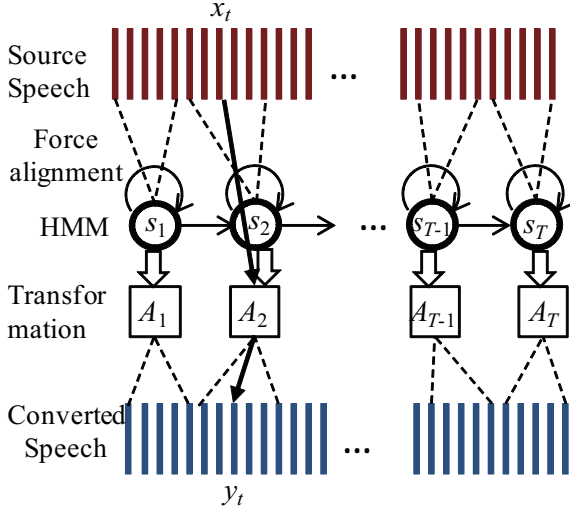 x_t
Source
Speech
...
Force
alignment
HMM
s_1
s_2
...
s_{T-1}
s_T
Transfor
mation
A_1
A_2
A_{T-1}
A_T
Converted
Speech
...
y_t